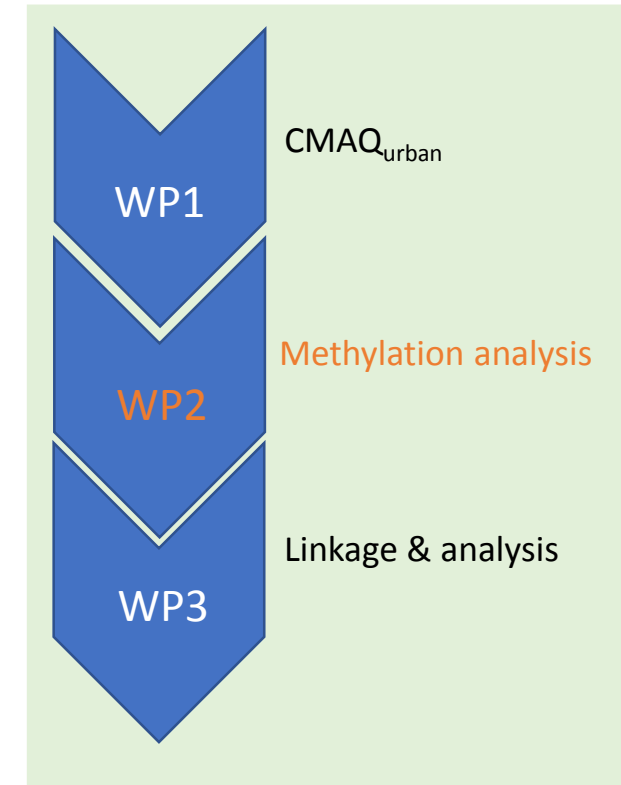 CMAQurban
WP1
Methylation analysis
WP2
Linkage & analysis
WP3